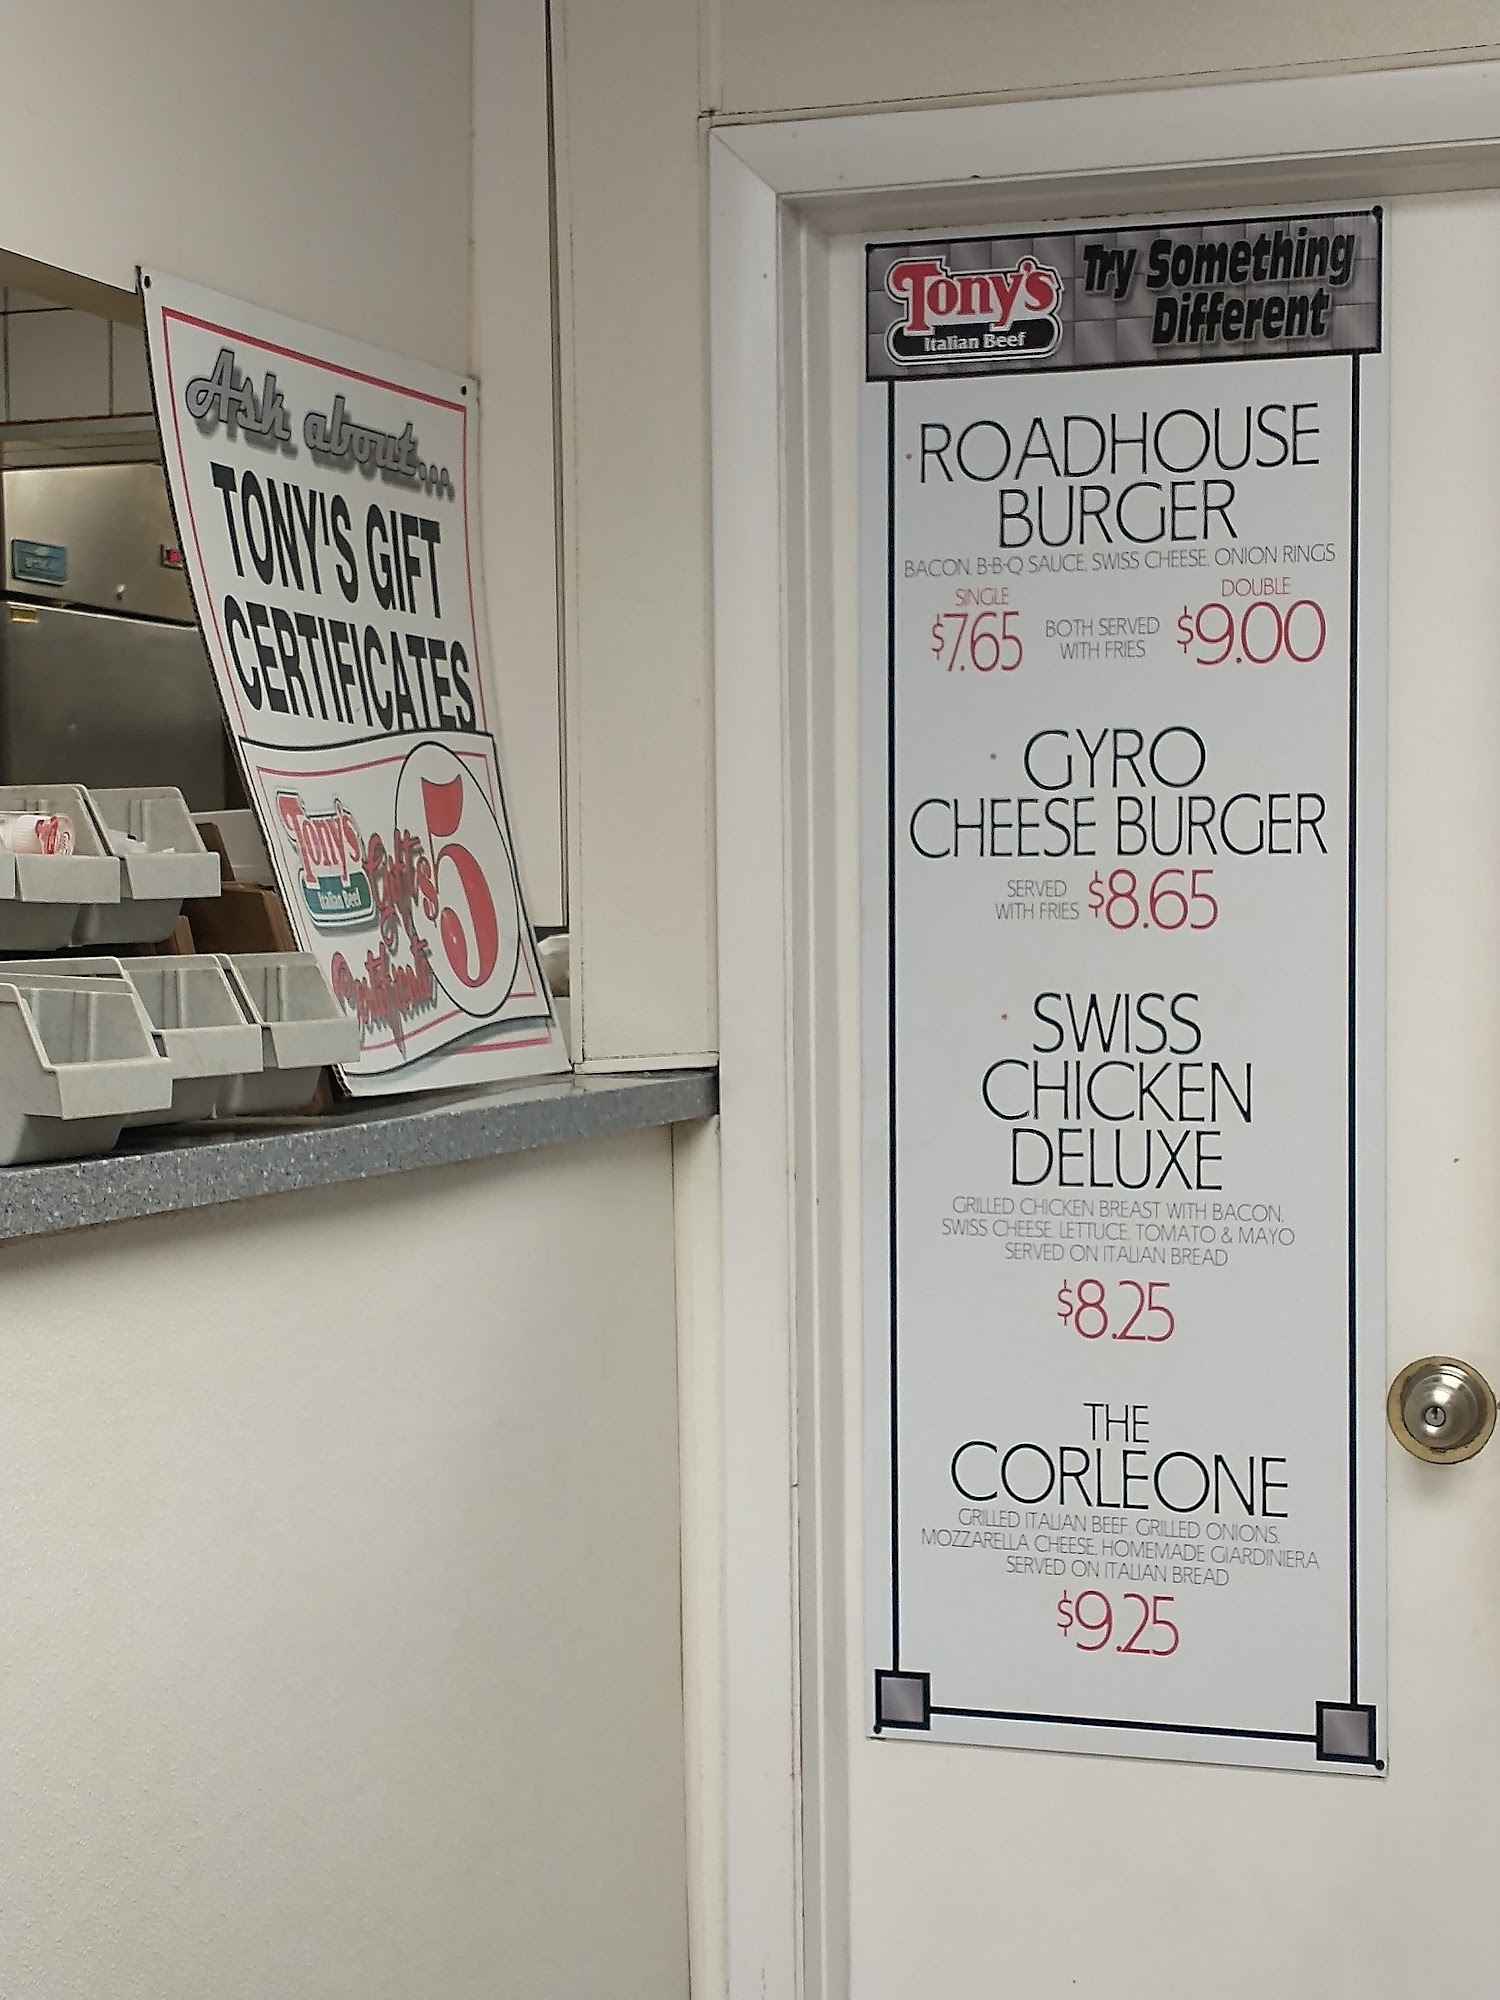 Ask about...
TONY'S GIFT
CERTIFICATES
Tony's
Italian Beef
Gift
Certificate
$5
Tony's
Italian Beef
Try Something
Different
ROADHOUSE
BURGER
BACON, B-B-Q SAUCE, SWISS CHEESE, ONION RINGS
SINGLE
$7.65
BOTH SERVED
WITH FRIES
DOUBLE
$9.00
GYRO
CHEESE BURGER
SERVED
WITH FRIES
$8.65
SWISS
CHICKEN
DELUXE
GRILLED CHICKEN BREAST WITH BACON,
SWISS CHEESE, LETTUCE, TOMATO & MAYO
SERVED ON ITALIAN BREAD
$8.25
THE
CORLEONE
GRILLED ITALIAN BEEF, GRILLED ONIONS,
MOZZARELLA CHEESE, HOMEMADE GIARDINIERA
SERVED ON ITALIAN BREAD
$9.25